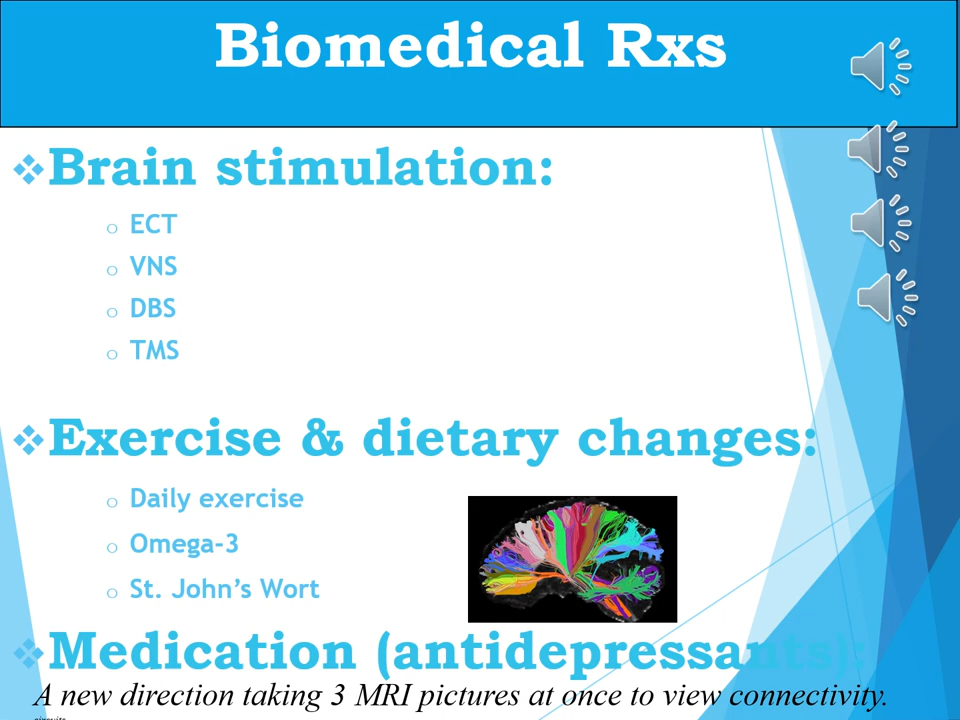 Biomedical Rxs
Brain stimulation:
ECT
VNS
DBS
TMS
Exercise & dietary changes:
Daily exercise
Omega-3
St. John’s Wort
Medication (antidepressants):
A new direction taking 3 MRI pictures at once to view connectivity.